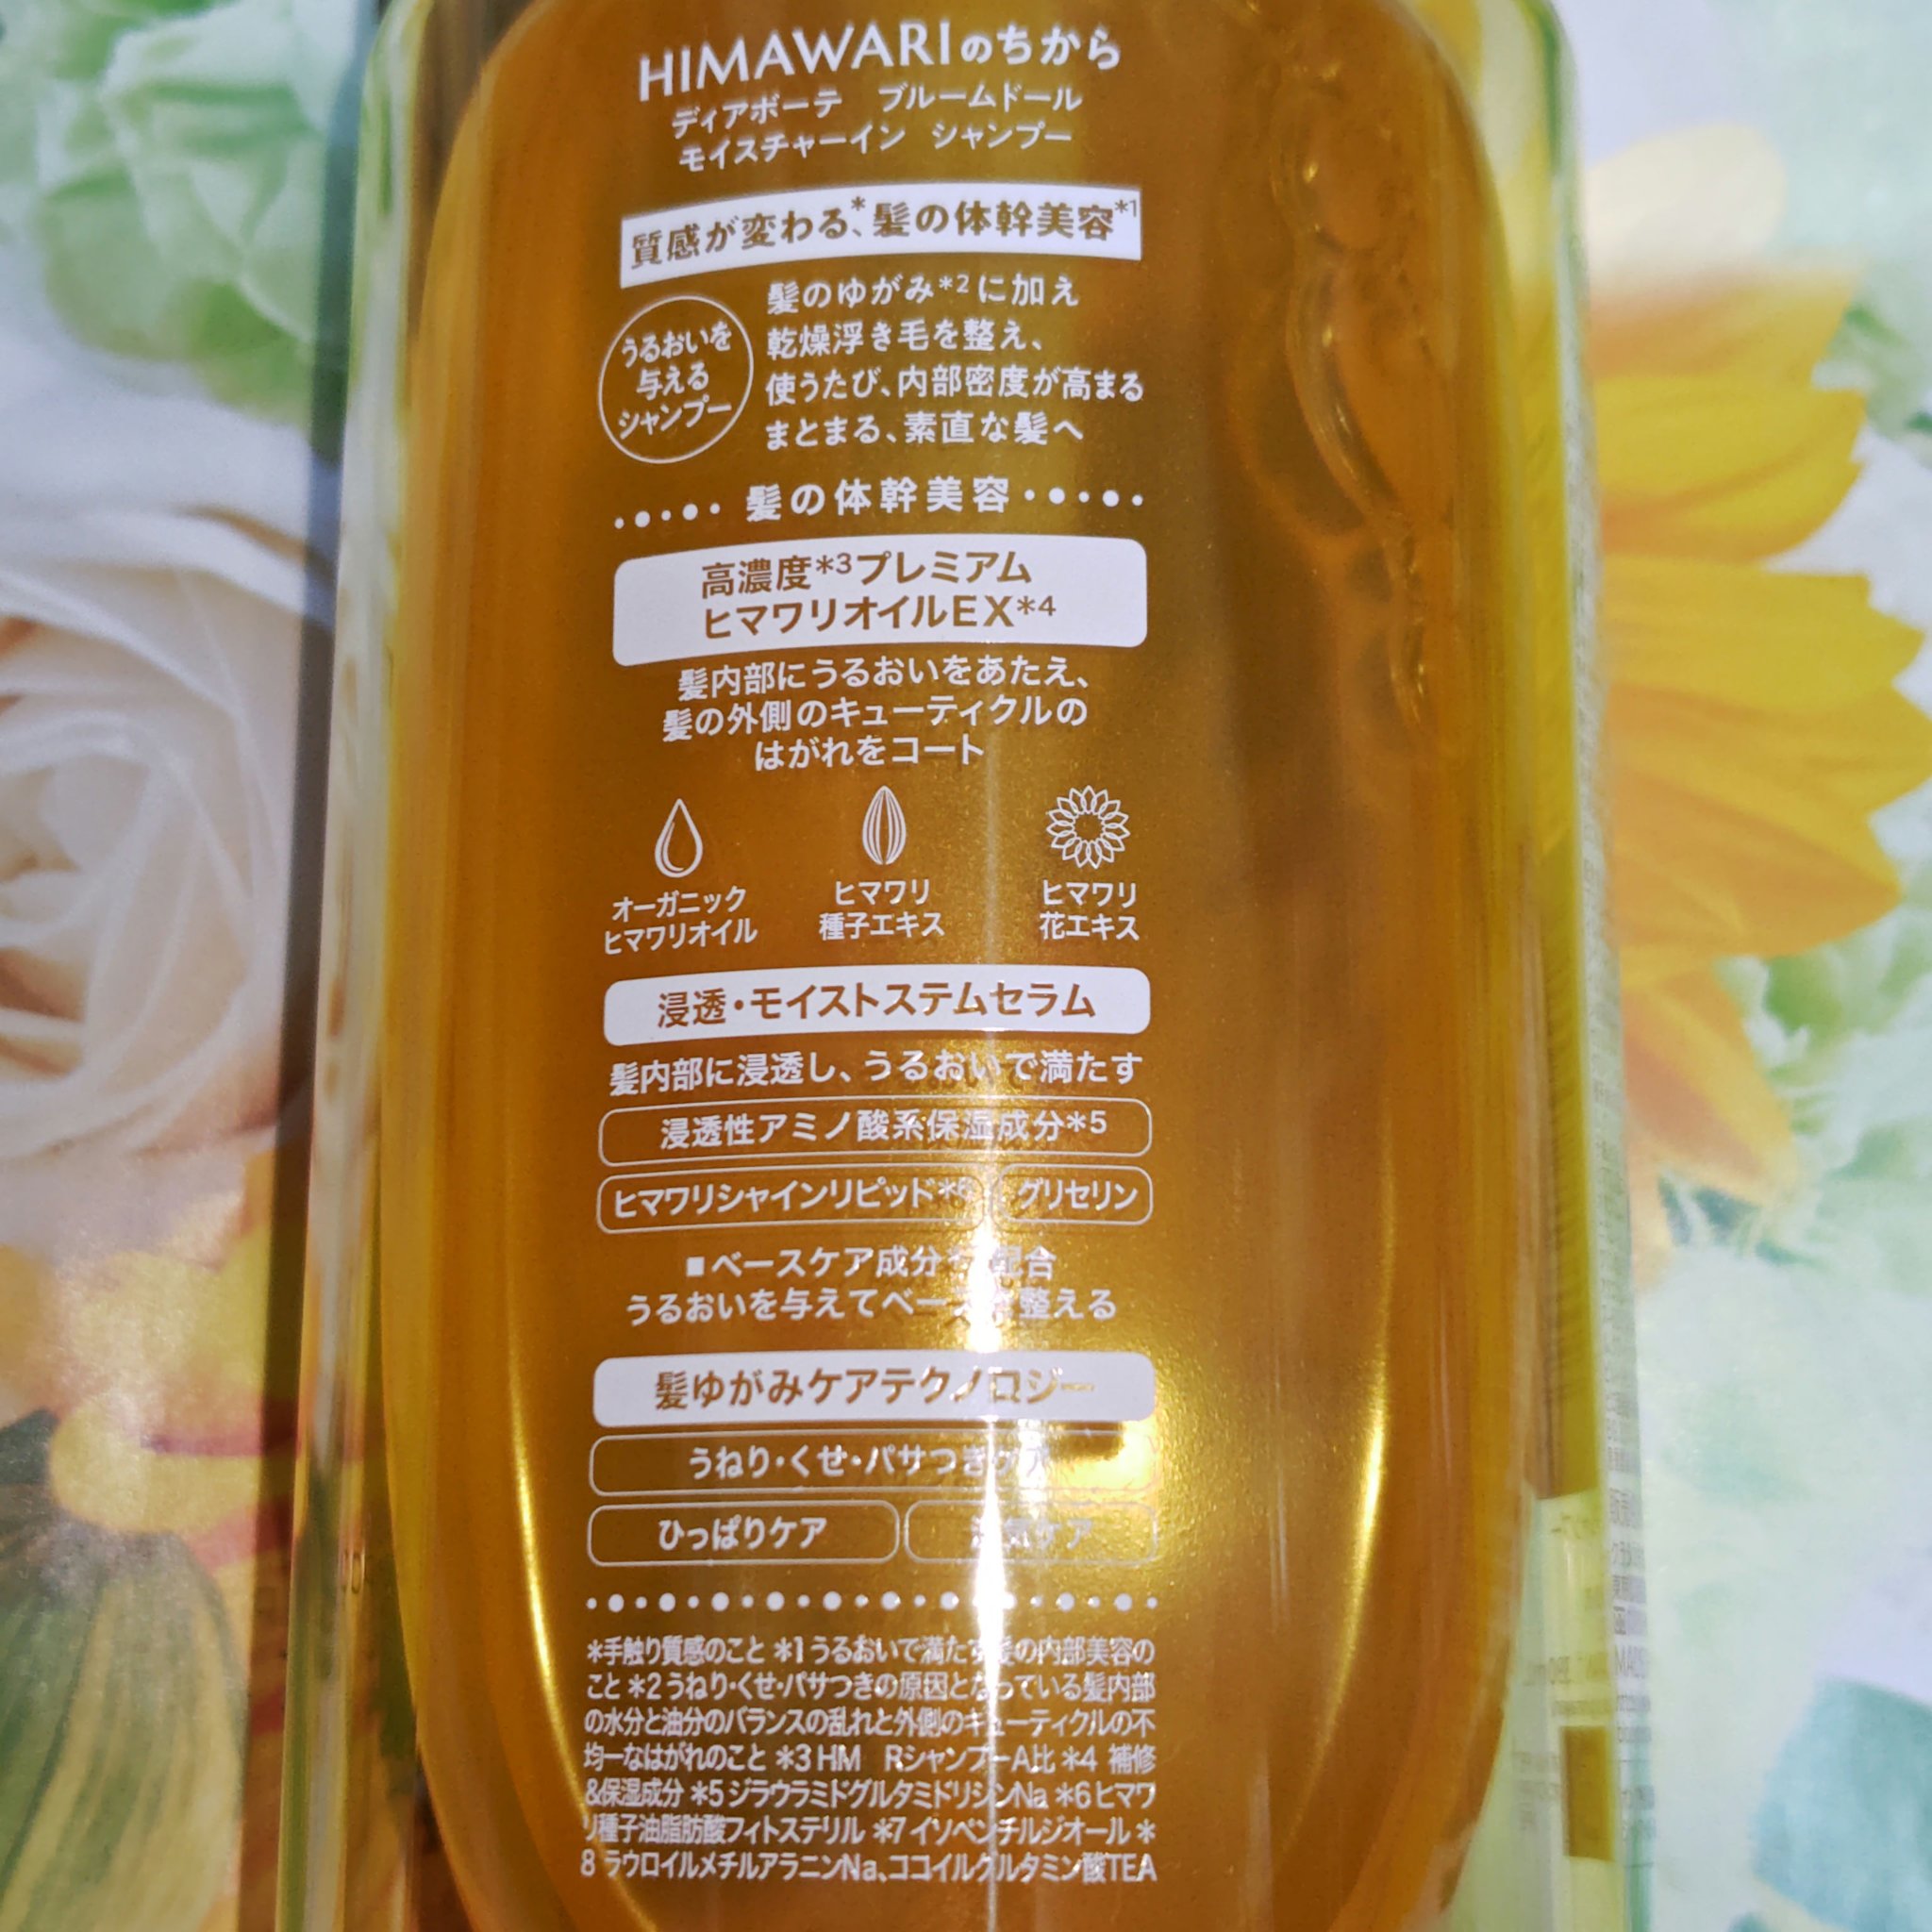 HIMAWARIのちから
ディアボーテ ブルームドール
モイスチャーイン シャンプー
質感が変わる*、髪の体幹美容*1
うるおいを
与える
シャンプー
髪のゆがみ*2に加え
乾燥浮き毛を整え、
使うたび、内部密度が高まる
まとまる、素直な髪へ
髪の体幹美容
高濃度*3プレミアム
ヒマワリオイルEX*4
髪内部にうるおいをあたえ、
髪の外側のキューティクルの
はがれをコート
オーガニック
ヒマワリオイル
ヒマワリ
種子エキス
ヒマワリ
花エキス
浸透・モイストステムセラム
髪内部に浸透し、うるおいで満たす
浸透性アミノ酸系保湿成分*5
ヒマワリシャインリピッド*6 グリセリン
■ベースケア成分 配合
うるおいを与えてベース 整える
髪ゆがみケアテクノロジー
うねり・くせ・パサつきケア
ひっぱりケア
ケア
*手触り質感のこと *1 うるおいで満たす髪の内部美容の
こと *2 うねり・くせ・パサつきの原因となっている髪内部
の水分と油分のバランスの乱れと外側のキューティクルの不
均一なはがれのこと *3 HM RシャンプーA比 *4 補修
&保湿成分 *5 ジラウラミドグルタミドリシンNa *6 ヒマワ
リ種子油脂肪酸フィトステリル *7 イソペンチルジオール *
8 ラウロイルメチルアラニンNa、ココイルグルタミン酸TEA